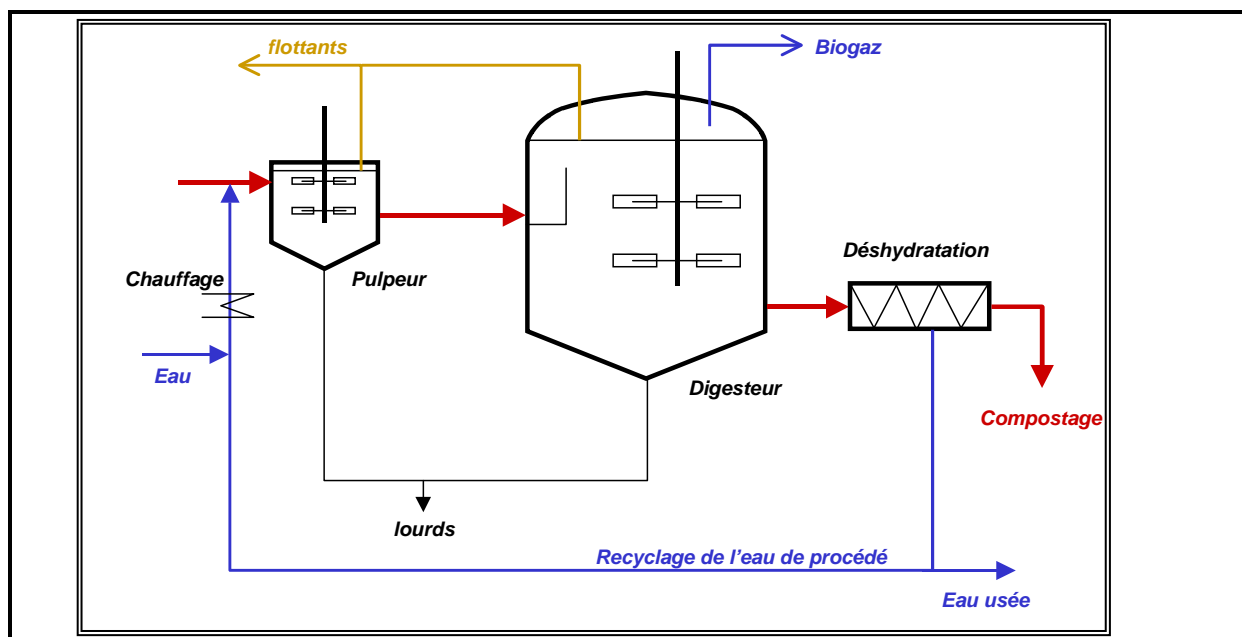 flottants
Biogaz
Chauffage
Pulpeur
Déshydratation
Eau
Digesteur
Compostage
lourds
Recyclage de l'eau de procédé
Eau usée